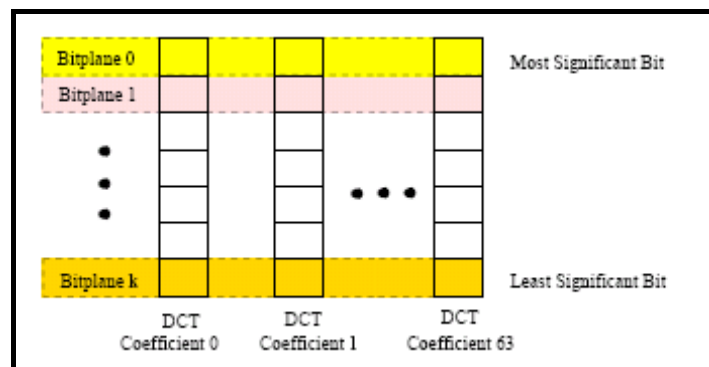 Bitplane 0
Most Significant Bit
Bitplane 1
Bitplane k
Least Significant Bit
DCT
Coefficient 0
DCT
Coefficient 1
DCT
Coefficient 63